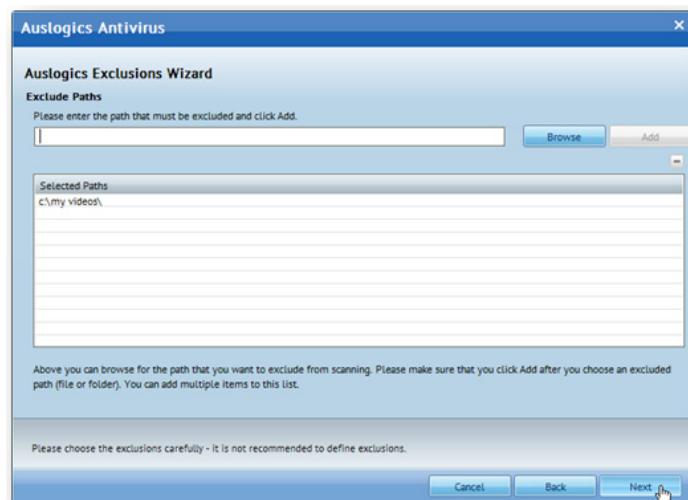 Auslogics Antivirus
Auslogics Exclusions Wizard
Exclude Paths
Please enter the path that must be excluded and click Add.
Browse
Add
Selected Paths
c:\my videos\
Above you can browse for the path that you want to exclude from scanning. Please make sure that you click Add after you choose an excluded
path (file or folder). You can add multiple items to this list.
Please choose the exclusions carefully - it is not recommended to define exclusions.
Cancel
Back
Next